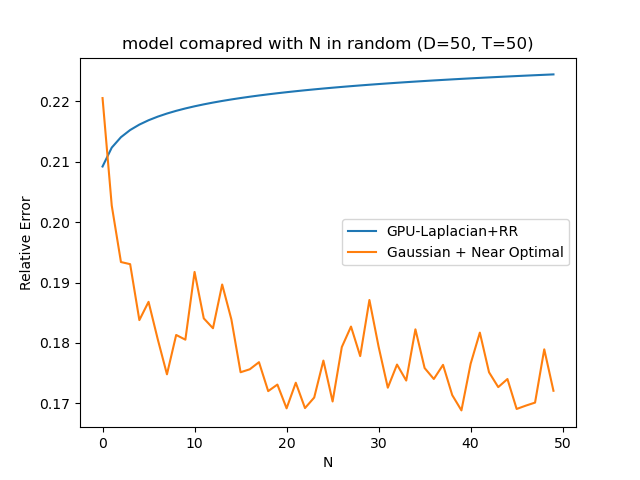 model comapred with N in random (D=50, T=50)
0.22
0.21
0.20
0.19
0.18
0.17
Relative Error
GPU-Laplacian+RR
Gaussian + Near Optimal
0 10 20 30 40 50
N